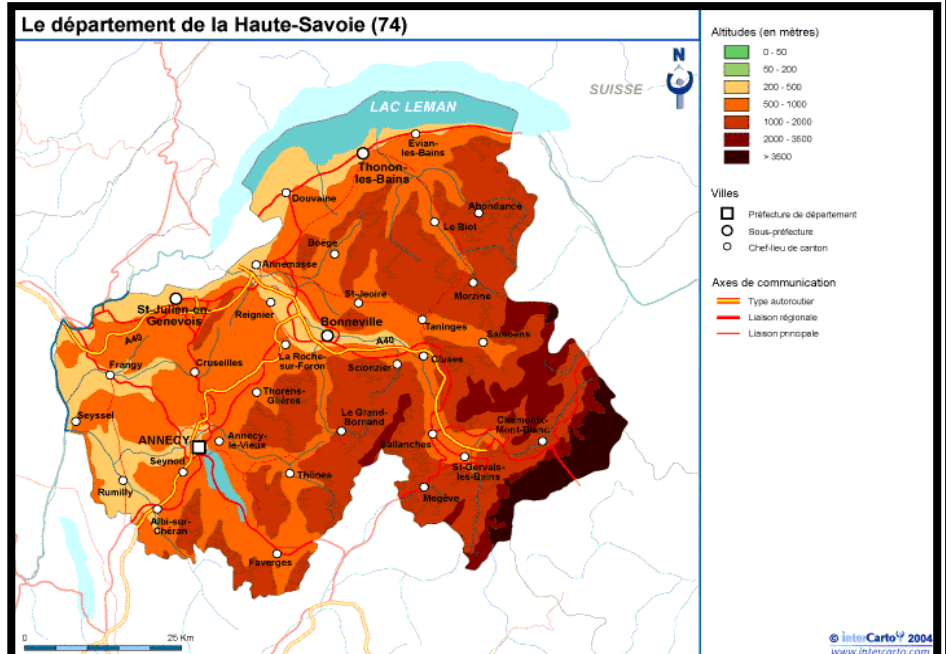 Le département de la Haute-Savoie (74)
N
SUISSE
LAC LEMAN
Evian-
les-Bains
Thonon-
les-Bains
Douvaine
Abondance
Le Biot
Boëge
Annemasse
St-Jeoire
Morzine
St-Julien-en-
Genevois
Reignier
Bonneville
Taninges
Samoëns
A40
A40
La Roche-
sur-Foron
Cluses
Scionzier
Frangy
Cruseilles
Thorens-
Glières
Seyssel
Le Grand-
Bornand
Chamonix-
Mont-Blanc
ANNECY
Annecy-
le-Vieux
Sallanches
Seynod
St-Gervais-
les-Bains
Thônes
Rumilly
Megève
Albi-sur-
Chéran
Faverges
0
25 Km
Altitudes (en mètres)
0 - 50
50 - 200
200 - 500
500 - 1000
1000 - 2000
2000 - 3500
> 3500
Villes
Préfecture de département
Sous-préfecture
Chef-lieu de canton
Axes de communication
Type autoroutier
Liaison régionale
Liaison principale
© interCarto 2004
www.intercarto.com